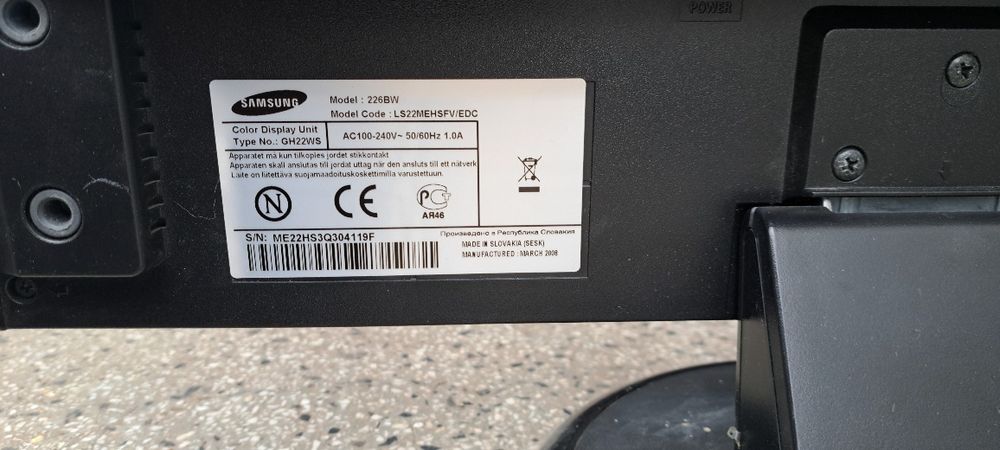 POWER
SAMSUNG
Model : 226BW
Model Code : LS22MEHSFV/EDC
Color Display Unit
Type No.: GH22WS
AC100-240V~ 50/60Hz 1.0A
Apparatet må kun tilkoples jordet stikkontakt
Apparaten skall anslutas till jordat uttag när den ansluts till ett nätverk
Laite on liitettävä suojamaadoituskoskettimilla varustettuun.
N
CE
РСТ
АЯ46
S/N: ME22HS3Q304119F
Произведено в Республика Словакия
MADE IN SLOVAKIA (SESK)
MANUFACTURED : MARCH 2008